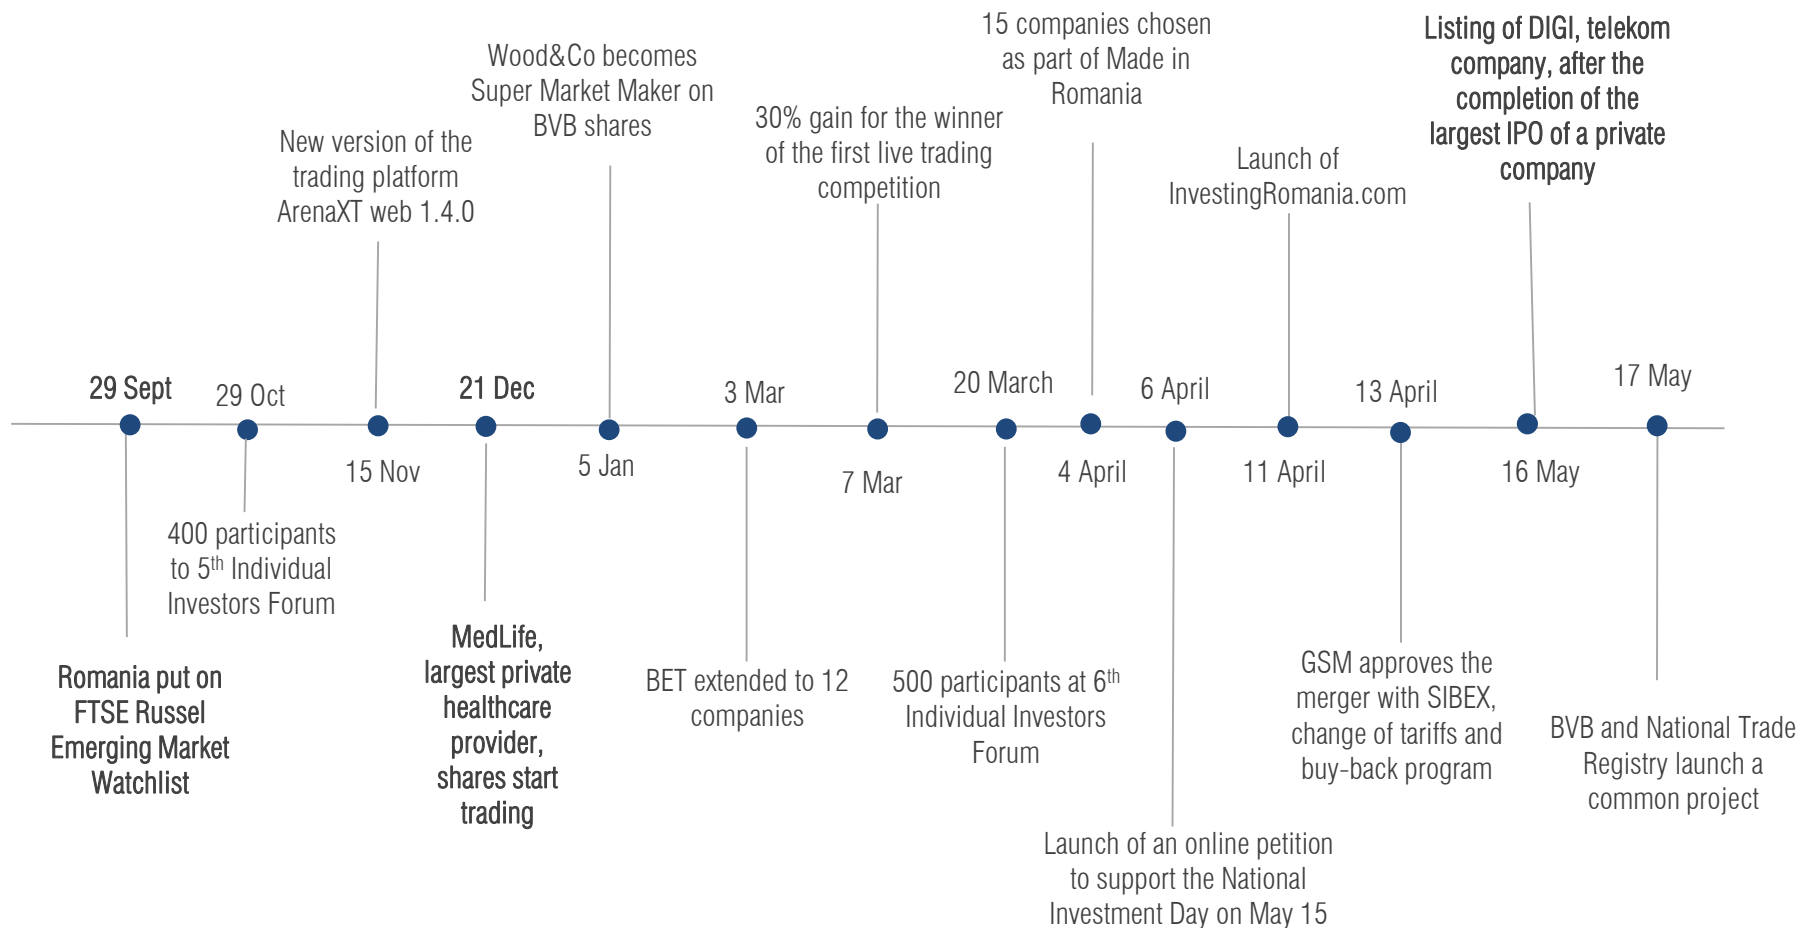 15 companies chosen
as part of Made in
Romania
Listing of DIGI, telekom
company, after the
completion of the
largest IPO of a private
company
Wood&Co becomes
Super Market Maker on
BVB shares
30% gain for the winner
of the first live trading
competition
New version of the
trading platform
ArenaXT web 1.4.0
Launch of
InvestingRomania.com
29 Sept
29 Oct
21 Dec
3 Mar
20 March
6 April
13 April
17 May
15 Nov
5 Jan
7 Mar
4 April
11 April
16 May
400 participants
to 5th Individual
Investors Forum
Romania put on
FTSE Russel
Emerging Market
Watchlist
MedLife,
largest private
healthcare
provider,
shares start
trading
BET extended to 12
companies
500 participants at 6th
Individual Investors
Forum
GSM approves the
merger with SIBEX,
change of tariffs and
buy-back program
BVB and National Trade
Registry launch a
common project
Launch of an online petition
to support the National
Investment Day on May 15